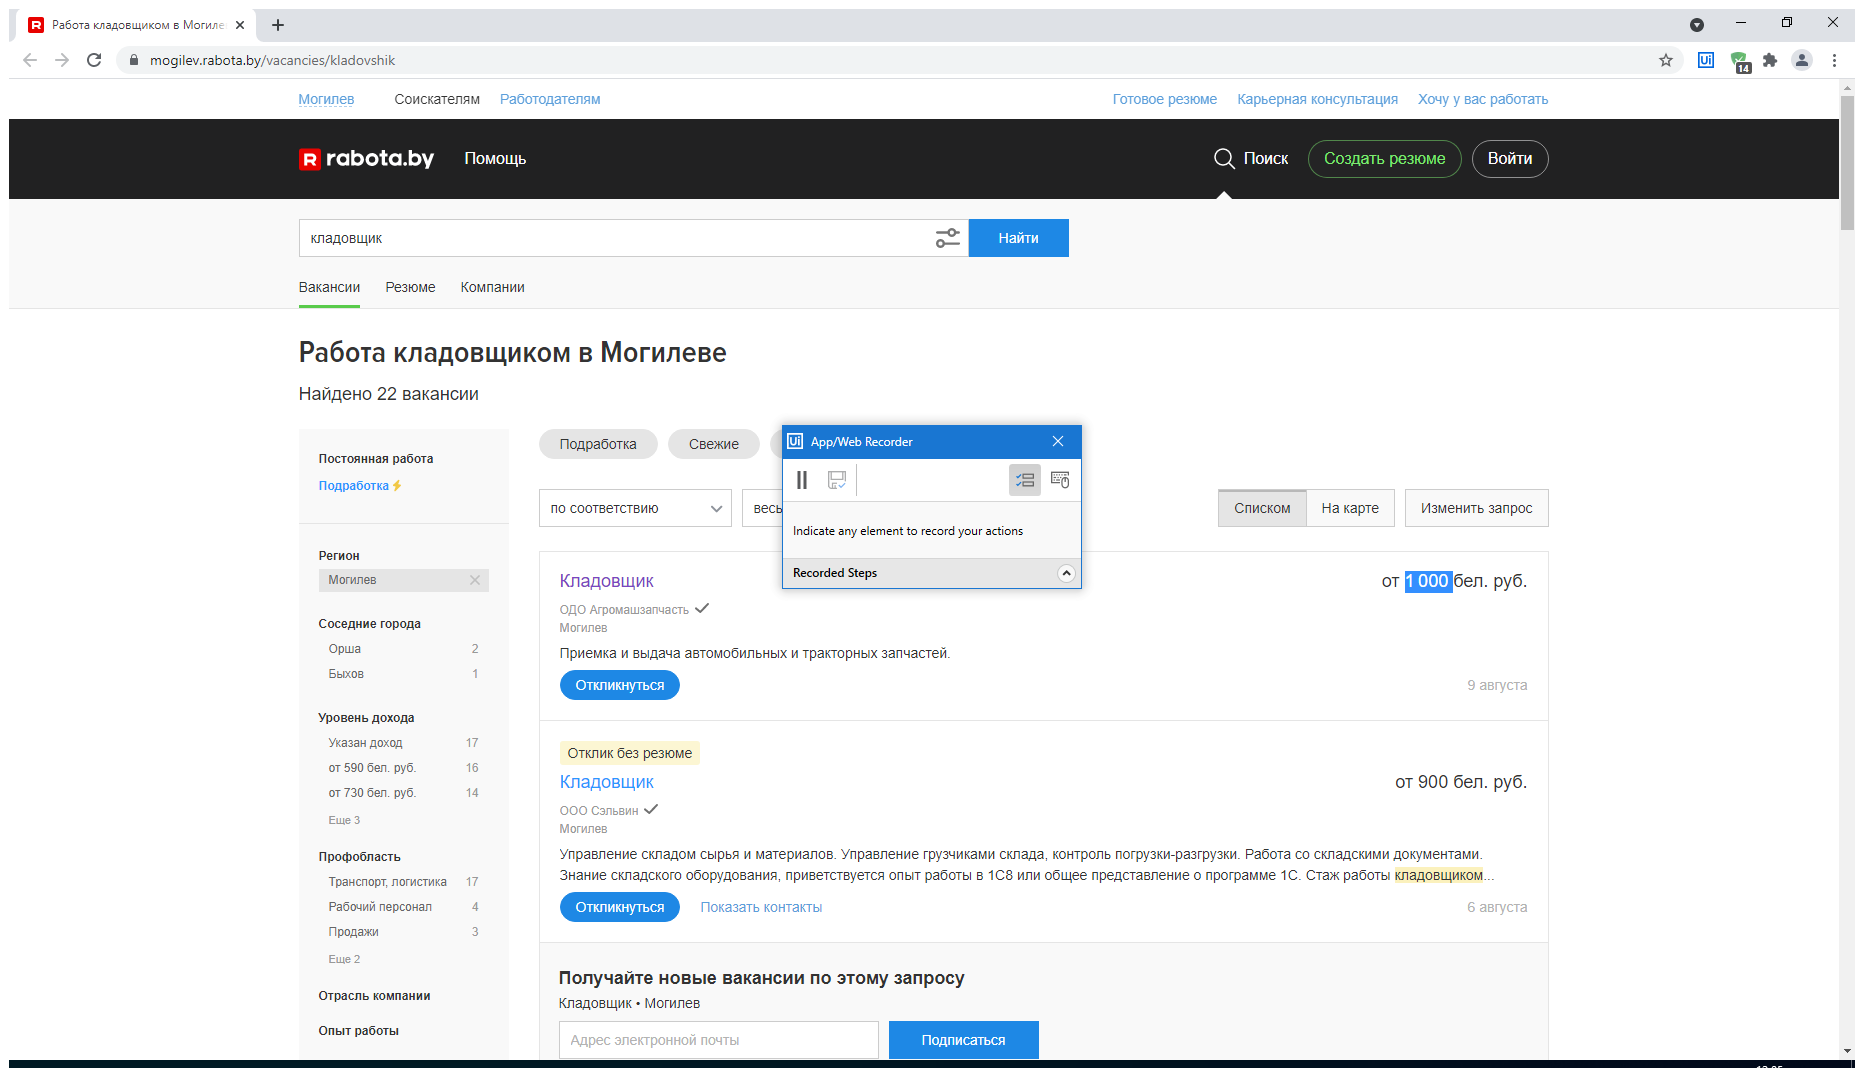 Работа кладовщиком в Могиле
mogilev.rabota.by/vacancies/kladovshik
Ui
14
Могилев
Соискателям
Работодателям
Готовое резюме
Карьерная консультация
Хочу у вас работать
R rabota.by
Помощь
Поиск
Создать резюме
Войти
кладовщик
Найти
Вакансии
Резюме
Компании
Работа кладовщиком в Могилеве
Найдено 22 вакансии
Постоянная работа
Подработка
Регион
Могилев
Соседние города
Орша 2
Быхов 1
Уровень дохода
Указан доход 17
от 590 бел. руб. 16
от 730 бел. руб. 14
Еще 3
Профобласть
Транспорт, логистика 17
Рабочий персонал 4
Продажи 3
Еще 2
Отрасль компании
Опыт работы
Подработка
Свежие
Ui App/Web Recorder
Indicate any element to record your actions
Recorded Steps
по соответствию
весь
Списком
На карте
Изменить запрос
Кладовщик
от 1 000 бел. руб.
ОДО Агромашзапчасть
Могилев
Приемка и выдача автомобильных и тракторных запчастей.
Откликнуться
9 августа
Отклик без резюме
Кладовщик
от 900 бел. руб.
ООО Сэльвин
Могилев
Управление складом сырья и материалов. Управление грузчиками склада, контроль погрузки-разгрузки. Работа со складскими документами.
Знание складского оборудования, приветствуется опыт работы в 1С8 или общее представление о программе 1С. Стаж работы кладовщиком...
Откликнуться
Показать контакты
6 августа
Получайте новые вакансии по этому запросу
Кладовщик • Могилев
Адрес электронной почты
Подписаться